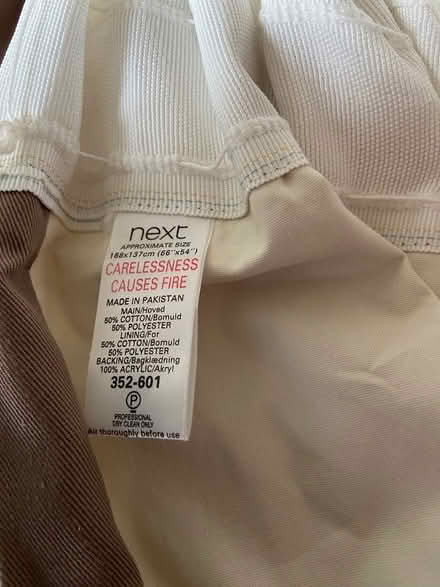 next
APPROXIMATE SIZE
168x137cm (66"x54")
CARELESSNESS
CAUSES FIRE
MADE IN PAKISTAN
MAIN/Hoved
50% COTTON/Bomuld
50% POLYESTER
LINING/For
50% COTTON/Bomuld
50% POLYESTER
BACKING/Bagklædning
100% ACRYLIC/Akryl
352-601
P
PROFESSIONAL
DRY CLEAN ONLY
Air thoroughly before use